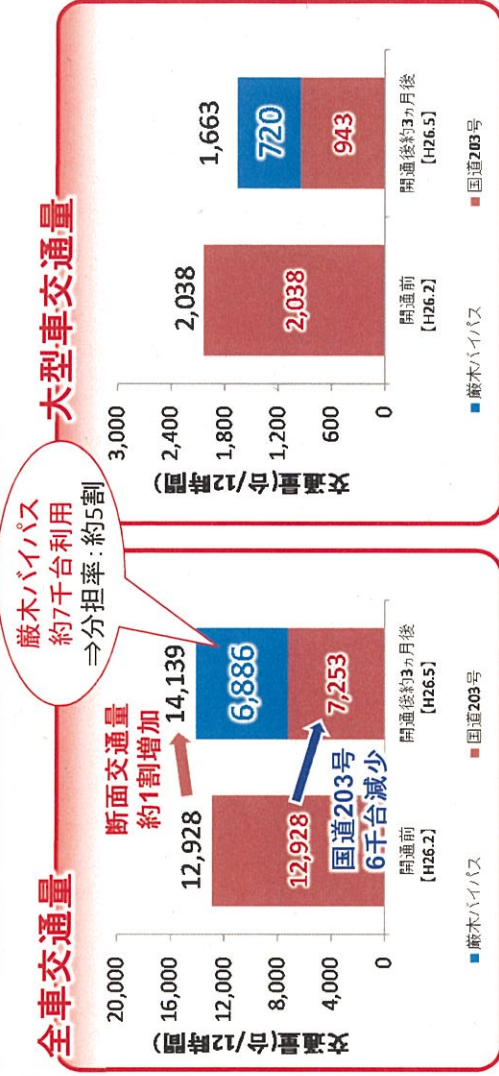 全車交通量
厳木バイパス
約7千台利用
⇒分担率:約5割
断面交通量
約1割増加
交通量(台/12時間)
20,000
16,000
12,000
8,000
4,000
0
12,928
12,928
14,139
6,886
7,253
国道203号
6千台減少
開通前
【H26.2】
開通後約3ヵ月後
【H26.5】
■厳木バイパス
■国道203号
大型車交通量
交通量(台/12時間)
3,000
2,400
1,800
1,200
600
0
2,038
2,038
1,663
720
943
開通前
【H26.2】
開通後約3ヵ月後
【H26.5】
■厳木バイパス
■国道203号